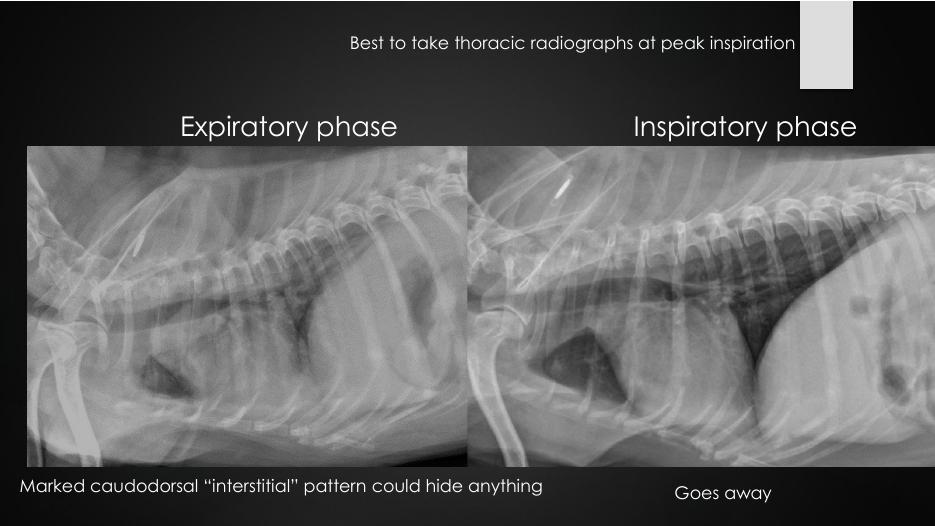 Best to take thoracic radiographs at peak inspiration
Expiratory phase
Inspiratory phase
Marked caudodorsal “interstitial” pattern could hide anything
Goes away